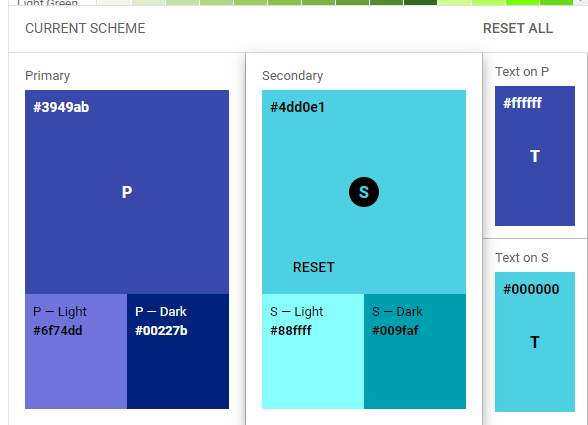 Light Green
CURRENT SCHEME
RESET ALL
Primary
#3949ab
P
P — Light
#6f74dd
P — Dark
#00227b
Secondary
#4dd0e1
S
RESET
S — Light
#88ffff
S — Dark
#009faf
Text on P
#ffffff
T
Text on S
#000000
T